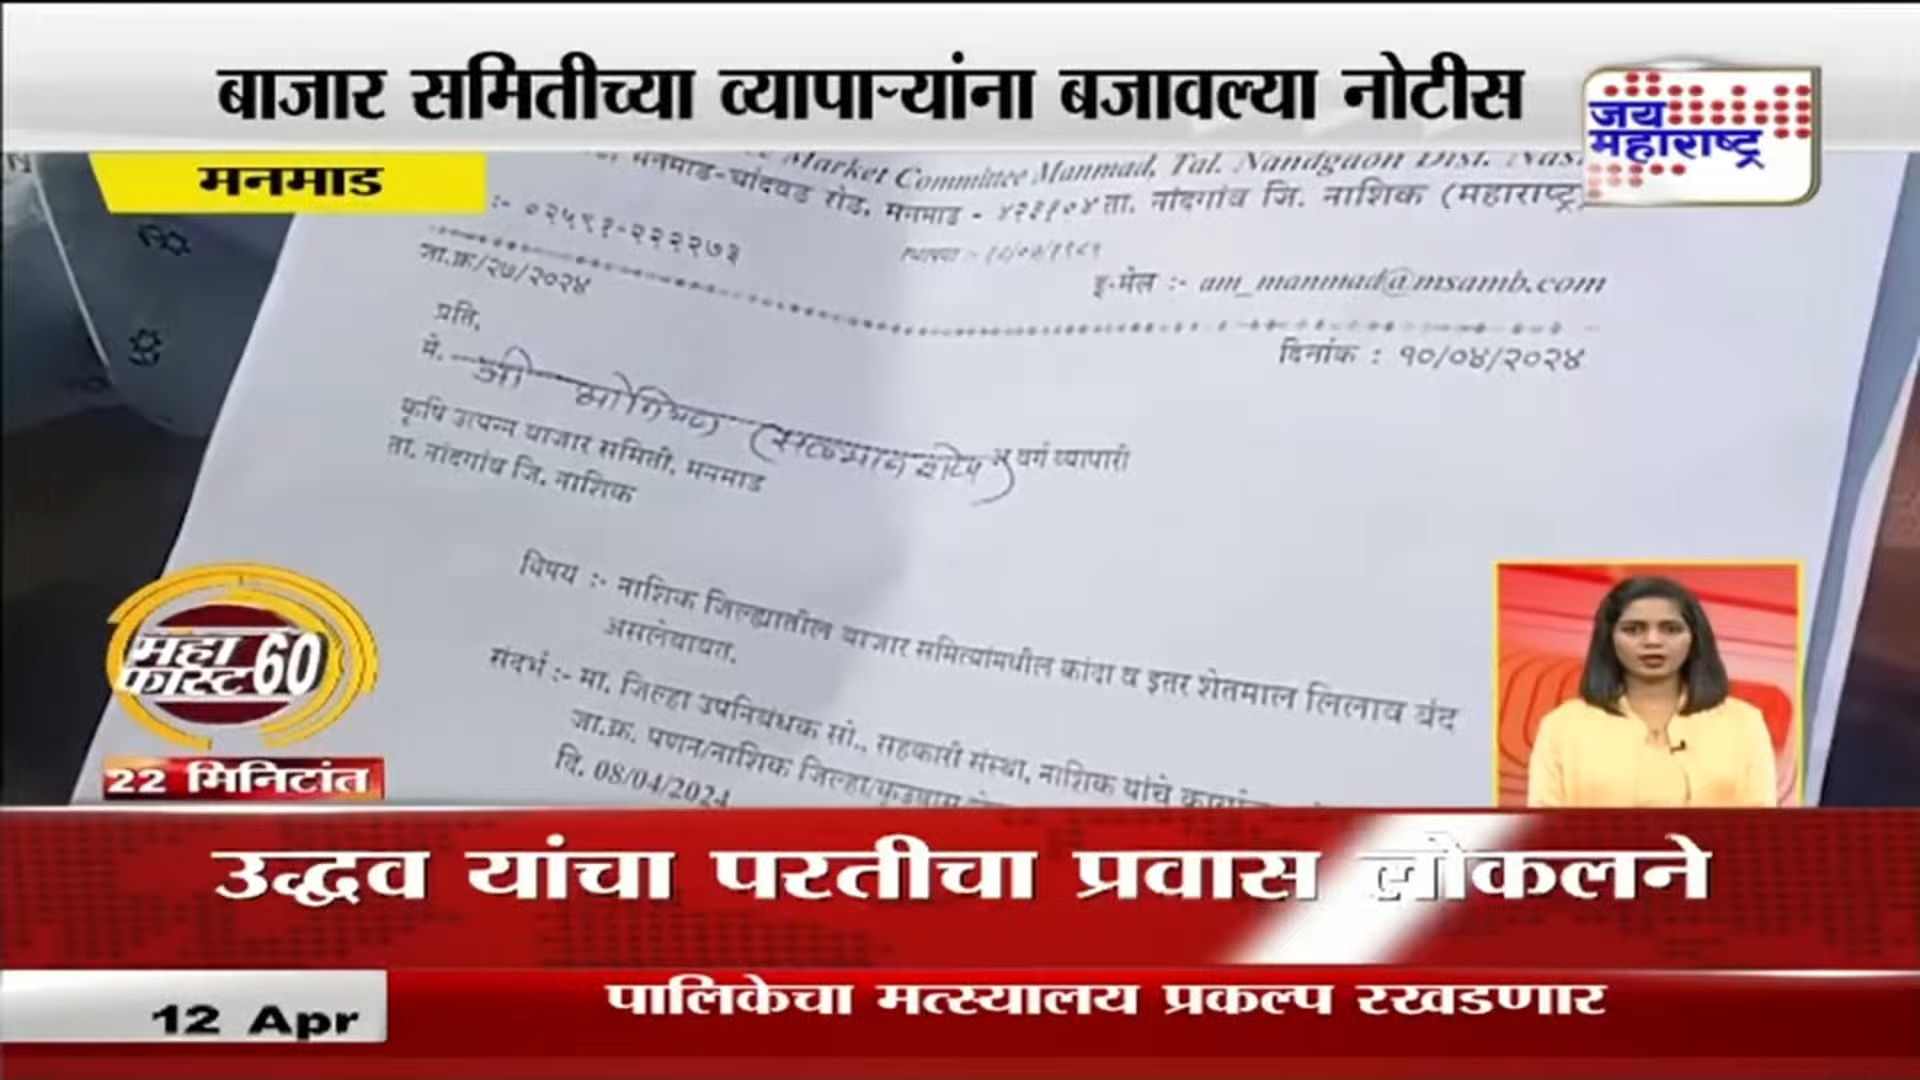 बाजार समितीच्या व्यापाऱ्यांना बजावल्या नोटीस
जय
महाराष्ट्र
मनमाड
Market Committee Manmad, Tal. Nandgaon Dist.
मनमाड-चांदवड रोड, मनमाड - ४२३१०४ ता. नांदगांव जि. नाशिक (महाराष्ट्र)
:- ०२५९१-२२२२७३
जा.क्र/२७/२०२४
इ-मेल :- am_manmad@msamb.com
दिनांक : १०/०४/२०२४
प्रति,
मे. श्री
वर्ग व्यापारी
कृषि उत्पन्न बाजार समिती, मनमाड
ता. नांदगांव जि. नाशिक
विषय :- नाशिक जिल्ह्यातील बाजार समित्यांमधील कांदा व इतर शेतमाल लिलाव बंद
असलेबाबत.
संदर्भ :- मा. जिल्हा उपनिबंधक सो., सहकारी संस्था, नाशिक यांचे
जा.क्र. पणन/नाशिक जिल्हा/कृउबास
दि. 08/04/2024
महा
फास्ट 60
22 मिनिटांत
उद्धव यांचा परतीचा प्रवास लोकलने
12 Apr
पालिकेचा मत्स्यालय प्रकल्प रखडणार